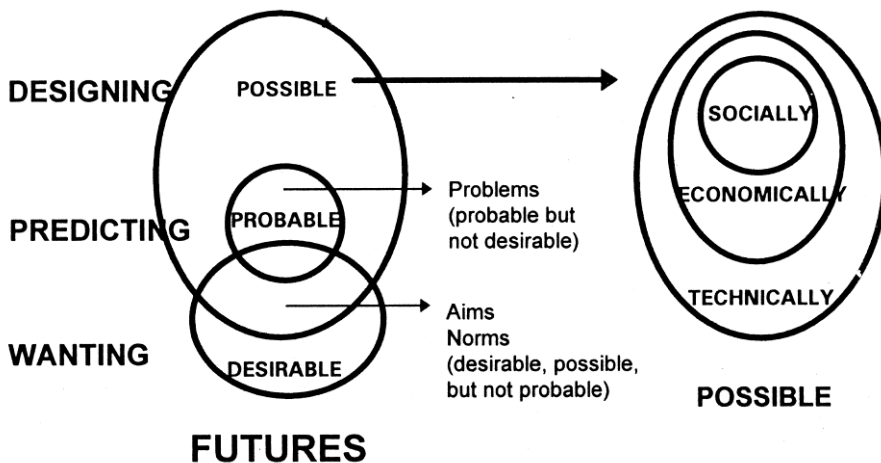 DESIGNING
POSSIBLE
PREDICTING
PROBABLE
Problems
(probable but
not desirable)
WANTING
DESIRABLE
Aims
Norms
(desirable, possible,
but not probable)
FUTURES
SOCIALLY
ECONOMICALLY
TECHNICALLY
POSSIBLE